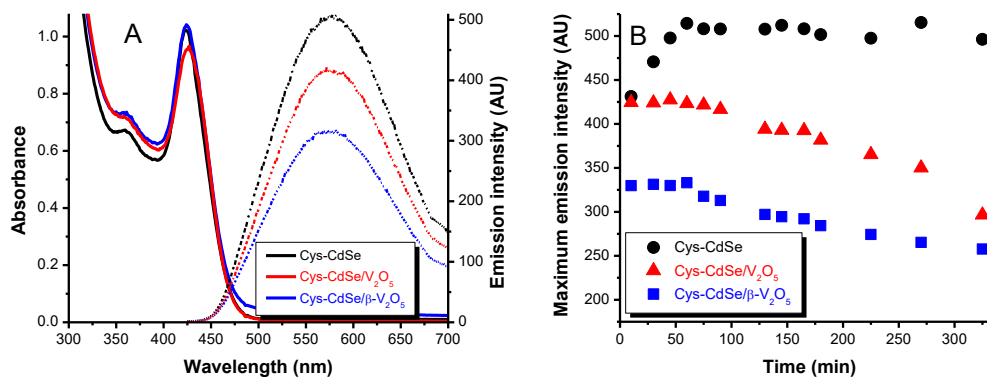 A
Absorbance
1.0
0.8
0.6
0.4
0.2
0.0
500
400
300
200
100
0
Emission intensity (AU)
Cys-CdSe
Cys-CdSe/V₂O₅
Cys-CdSe/β-V₂O₅
300 350 400 450 500 550 600 650 700
Wavelength (nm)
B
Maximum emission intensity (AU)
500
450
400
350
300
250
Cys-CdSe
Cys-CdSe/V₂O₅
Cys-CdSe/β-V₂O₅
0 50 100 150 200 250 300
Time (min)